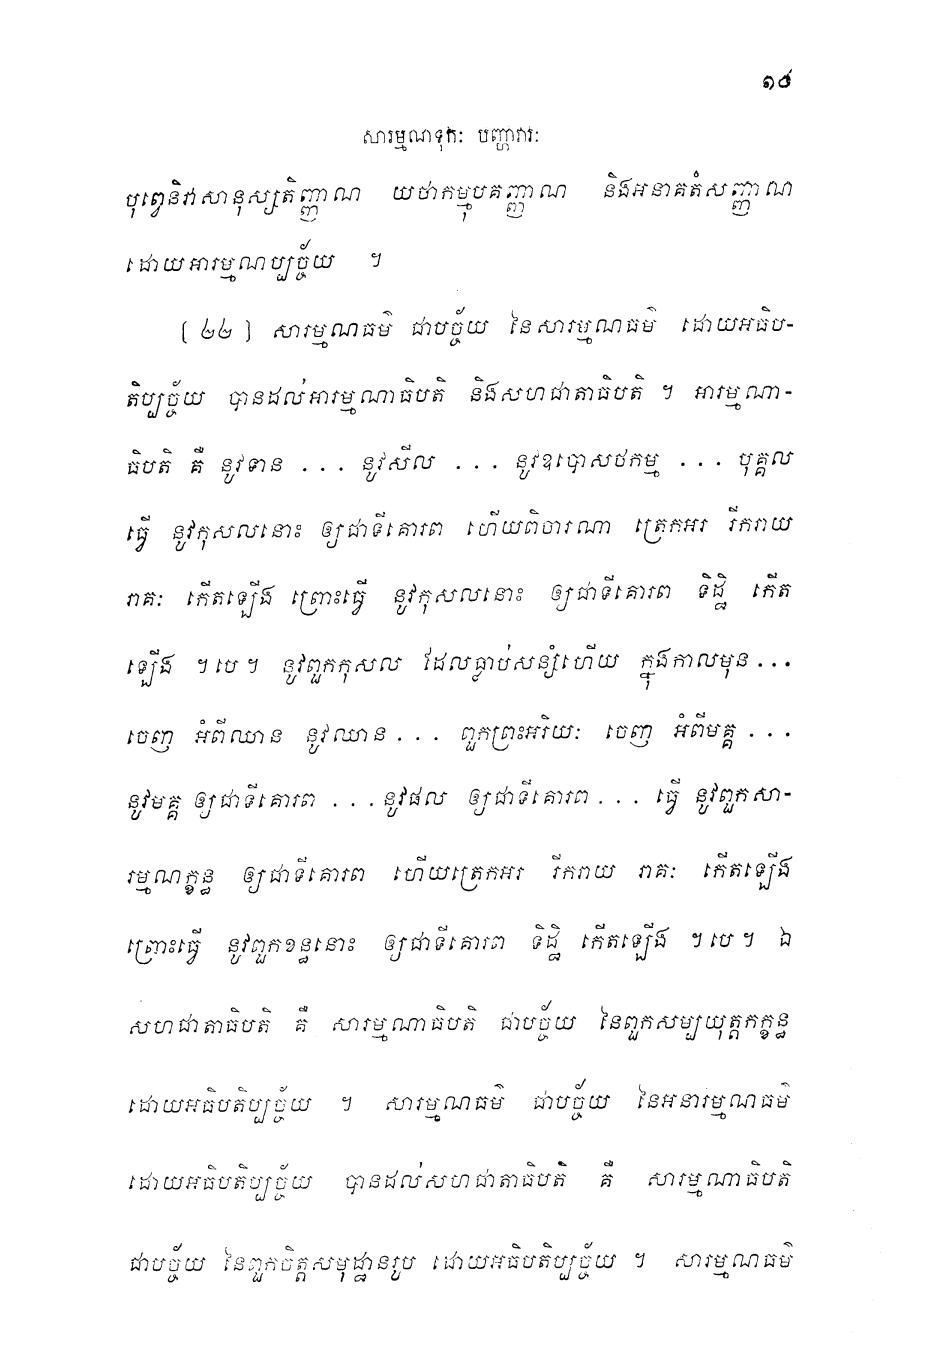 ១៨
សារម្មណទុកៈ បញ្ហាវារៈ
បុព្វេនិវាសានុស្សតិញ្ញាណ យថាកម្មុបគញ្ញាណ និងអនាគតំសញ្ញាណ
ដោយអារម្មណប្បច្ច័យ ។
(៤៤) សារម្មណធម៌ ជាបច្ច័យ នៃសារម្មណធម៌ ដោយអធិប-
តិប្បច្ច័យ បានដល់អារម្មណាធិបតិ និងសហជាតាធិបតិ ។ អារម្មណា-
ធិបតិ គឺ នូវទាន ... នូវសីល ... នូវឧបោសថកម្ម ... បុគ្គល
ធ្វើ នូវកុសលនោះ ឲ្យជាទីគោរព ហើយពិចារណា ត្រេកអរ រីករាយ
រាគៈ កើតឡើង ព្រោះធ្វើ នូវកុសលនោះ ឲ្យជាទីគោរព ទិដ្ឋិ កើត
ឡើង ។បេ។ នូវពួកកុសល ដែលធ្លាប់សន្សំហើយ ក្នុងកាលមុន...
ចេញ អំពីឈាន នូវឈាន... ពួកព្រះអរិយៈ ចេញ អំពីមគ្គ ...
នូវមគ្គ ឲ្យជាទីគោរព ...នូវផល ឲ្យជាទីគោរព... ធ្វើ នូវពួកសា-
រម្មណក្ខន្ធ ឲ្យជាទីគោរព ហើយត្រេកអរ រីករាយ រាគៈ កើតឡើង
ព្រោះធ្វើ នូវពួកខន្ធនោះ ឲ្យជាទីគោរព ទិដ្ឋិ កើតឡើង ។បេ។ ឯ
សហជាតាធិបតិ គឺ សារម្មណាធិបតិ ជាបច្ច័យ នៃពួកសម្បយុត្តកក្ខន្ធ
ដោយអធិបតិប្បច្ច័យ ។ សារម្មណធម៌ ជាបច្ច័យ នៃអនារម្មណធម៌
ដោយអធិបតិប្បច្ច័យ បានដល់សហជាតាធិបតិ គឺ សារម្មណាធិបតិ
ជាបច្ច័យ នៃពួកចិត្តសមុដ្ឋានរូប ដោយអធិបតិប្បច្ច័យ ។ សារម្មណធម៌